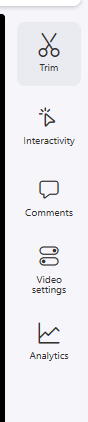 Trim
Interactivity
Comments
Video
settings
Analytics